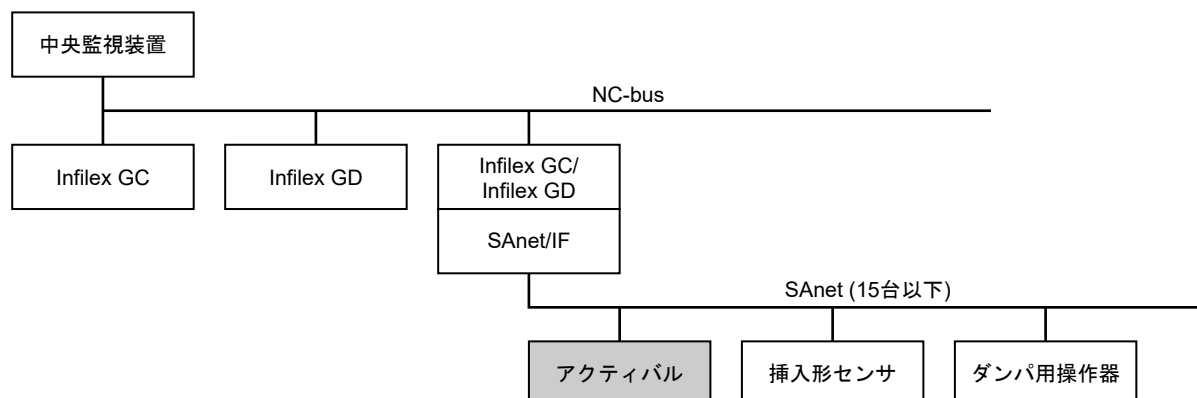 中央監視装置
NC-bus
Infilex GC
Infilex GD
Infilex GC/
Infilex GD
SAnet/IF
SAnet (15台以下)
アクティバル
挿入形センサ
ダンパ用操作器